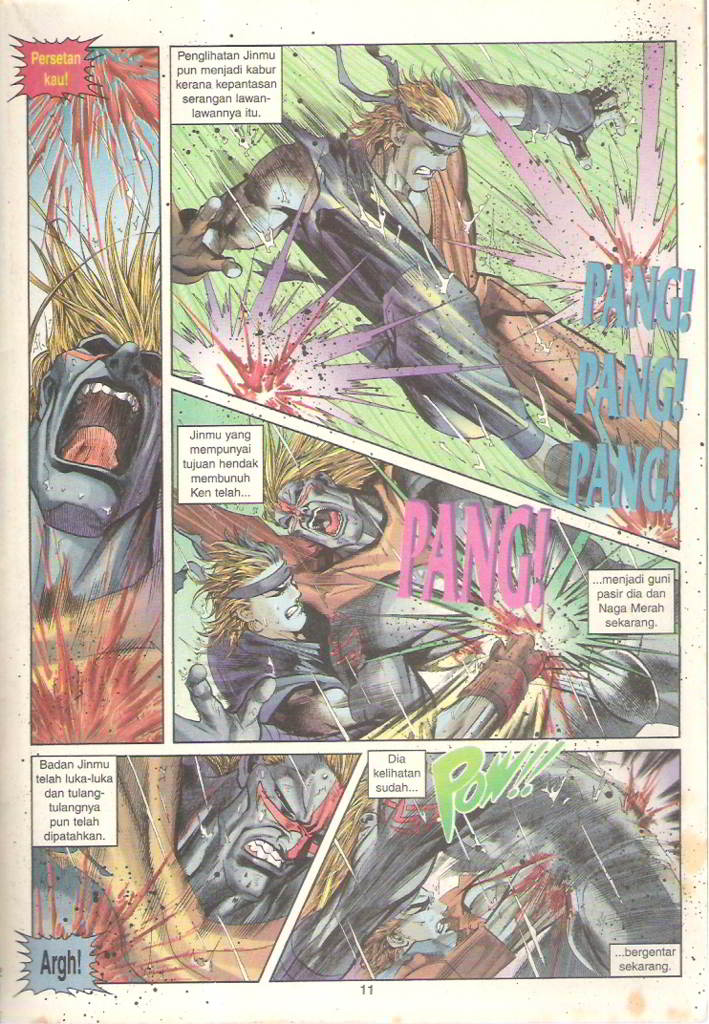 Persetan
kau!
Penglihatan Jinmu
pun menjadi kabur
kerana kepantasan
serangan lawan-
lawannya itu.
PANG!
PANG!
PANG!
Jinmu yang
mempunyai
tujuan hendak
membunuh
Ken telah...
PANG!
...menjadi guni
pasir dia dan
Naga Merah
sekarang.
Badan Jinmu
telah luka-luka
dan tulang-
tulangnya
pun telah
dipatahkan.
Argh!
Dia
kelihatan
sudah...
POW!!
...bergentar
sekarang.
11